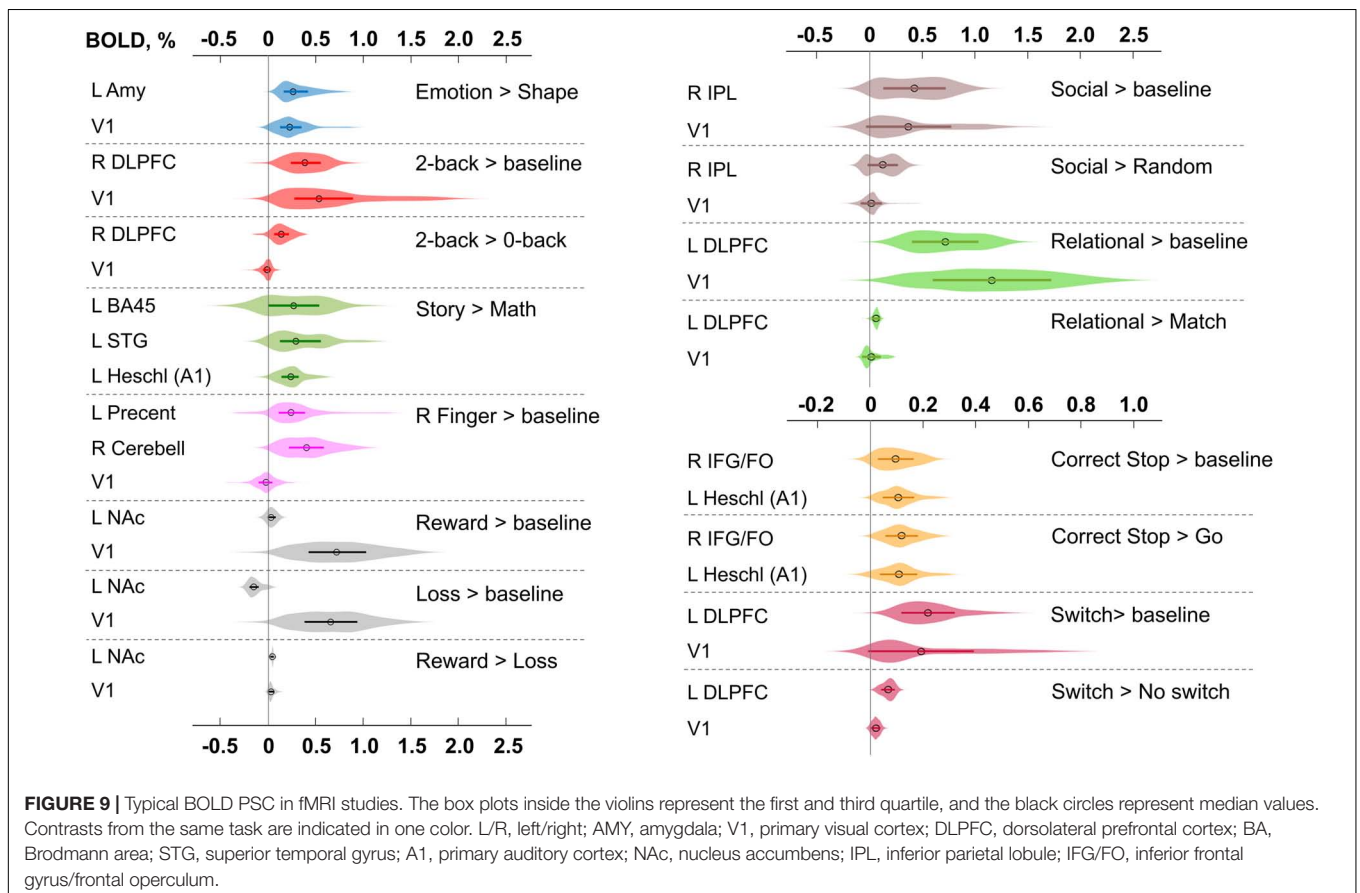 BOLD, %
-0.5 0 0.5 1.0 1.5 2.0 2.5
L Amy
Emotion > Shape
V1
R DLPFC
2-back > baseline
V1
R DLPFC
2-back > 0-back
V1
L BA45
Story > Math
L STG
L Heschl (A1)
L Precent
R Finger > baseline
R Cerebell
V1
L NAc
Reward > baseline
V1
L NAc
Loss > baseline
V1
L NAc
Reward > Loss
V1
-0.5 0 0.5 1.0 1.5 2.0 2.5
-0.5 0 0.5 1.0 1.5 2.0 2.5
R IPL
Social > baseline
V1
R IPL
Social > Random
V1
L DLPFC
Relational > baseline
V1
L DLPFC
Relational > Match
V1
-0.2 0 0.2 0.4 0.6 0.8 1.0
R IFG/FO
Correct Stop > baseline
L Heschl (A1)
R IFG/FO
Correct Stop > Go
L Heschl (A1)
L DLPFC
Switch> baseline
V1
L DLPFC
Switch > No switch
V1
FIGURE 9 | Typical BOLD PSC in fMRI studies. The box plots inside the violins represent the first and third quartile, and the black circles represent median values.
Contrasts from the same task are indicated in one color. L/R, left/right; AMY, amygdala; V1, primary visual cortex; DLPFC, dorsolateral prefrontal cortex; BA,
Brodmann area; STG, superior temporal gyrus; A1, primary auditory cortex; NAc, nucleus accumbens; IPL, inferior parietal lobule; IFG/FO, inferior frontal
gyrus/frontal operculum.